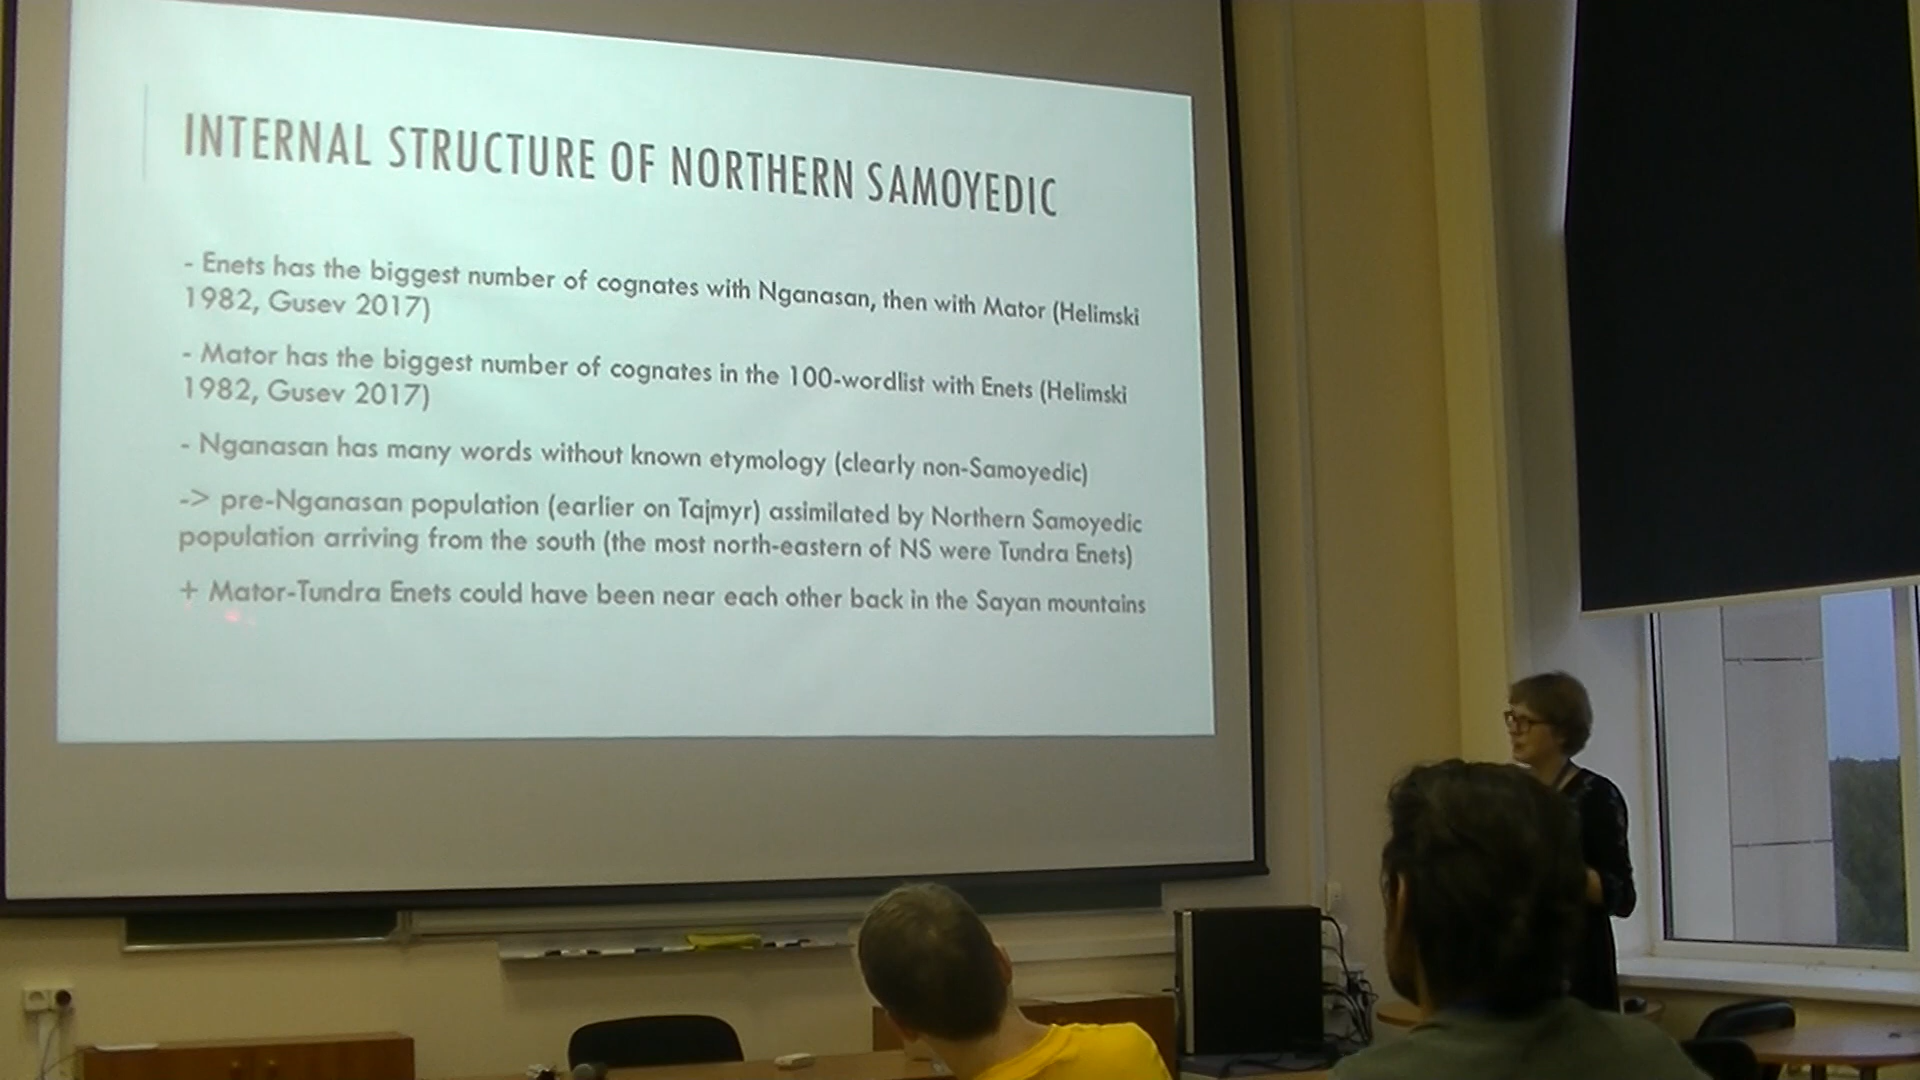 INTERNAL STRUCTURE OF NORTHERN SAMOYEDIC
- Enets has the biggest number of cognates with Nganasan, then with Mator (Helimski
1982, Gusev 2017)
- Mator has the biggest number of cognates in the 100-wordlist with Enets (Helimski
1982, Gusev 2017)
- Nganasan has many words without known etymology (clearly non-Samoyedic)
-> pre-Nganasan population (earlier on Tajmyr) assimilated by Northern Samoyedic
population arriving from the south (the most north-eastern of NS were Tundra Enets)
+ Mator-Tundra Enets could have been near each other back in the Sayan mountains